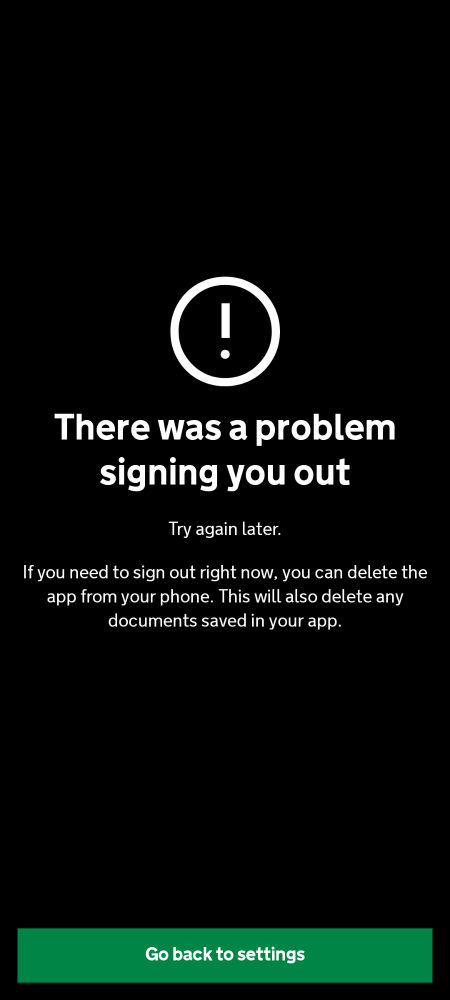 There was a problem
signing you out
Try again later.
If you need to sign out right now, you can delete the
app from your phone. This will also delete any
documents saved in your app.
Go back to settings